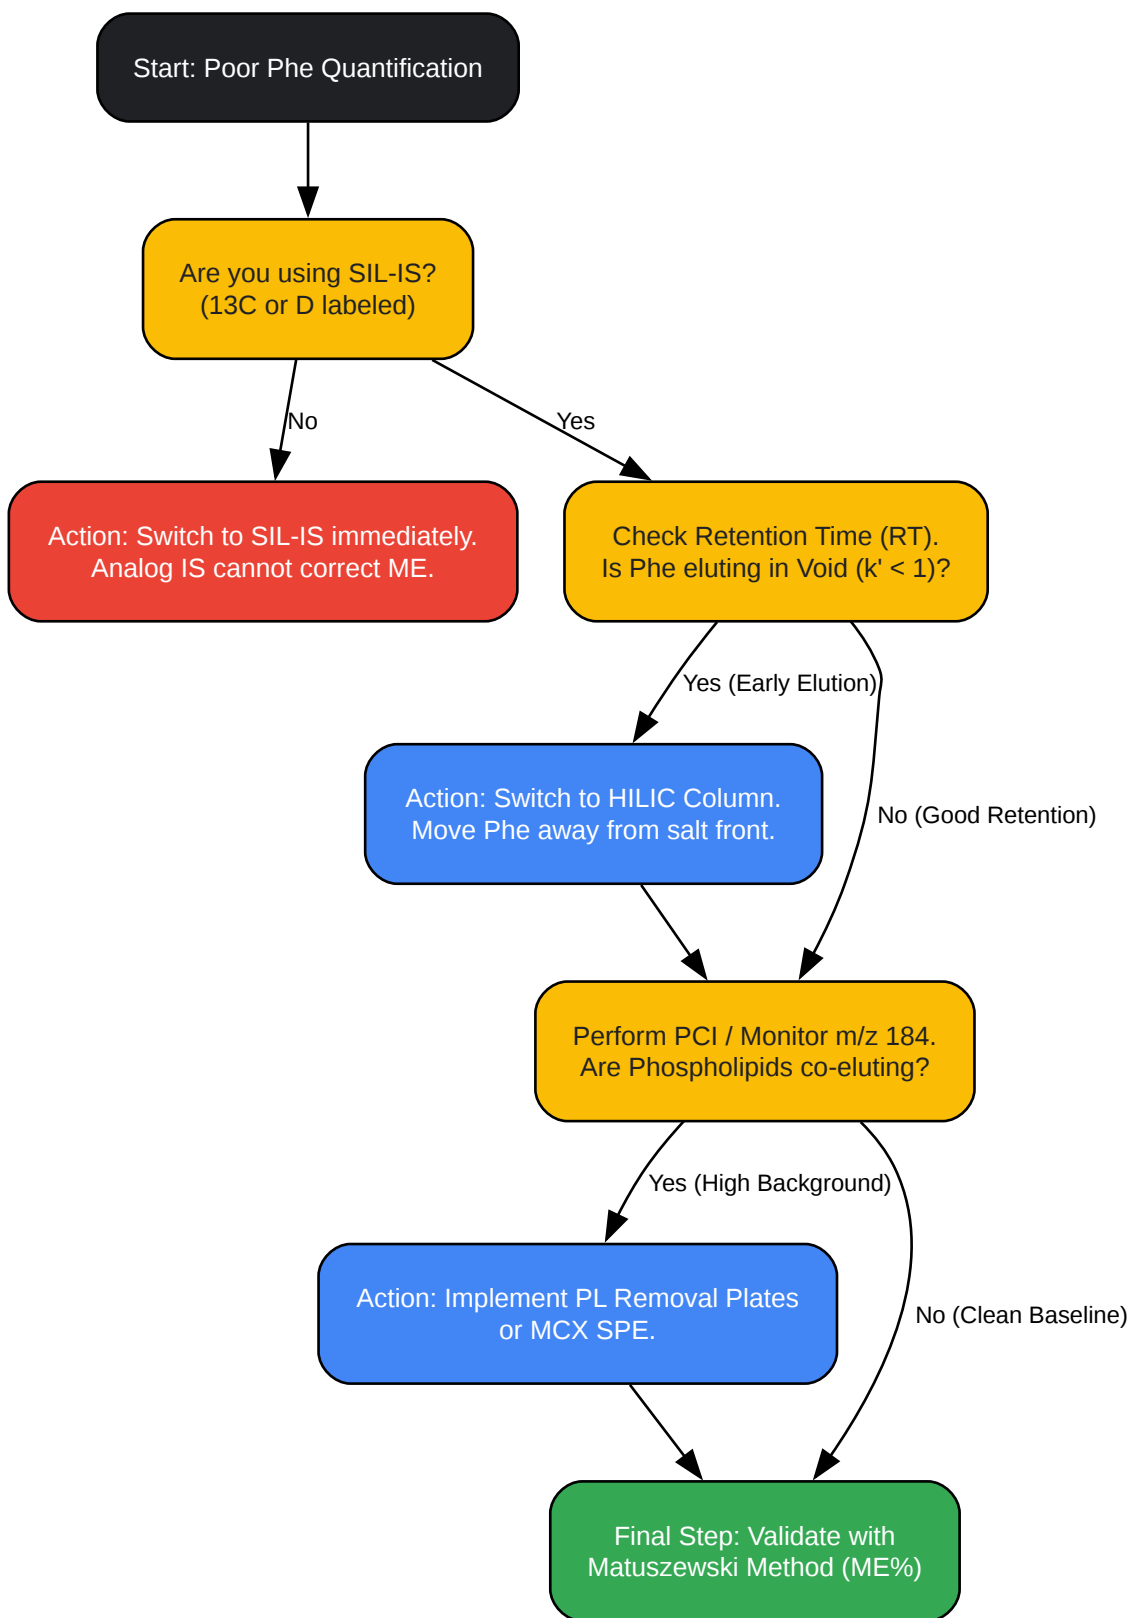 Start: Poor Phe Quantification
Are you using SIL-IS?
(13C or D labeled)
No
Yes
Action: Switch to SIL-IS immediately.
Analog IS cannot correct ME.
Check Retention Time (RT).
Is Phe eluting in Void (k' < 1)?
Yes (Early Elution)
No (Good Retention)
Action: Switch to HILIC Column.
Move Phe away from salt front.
Perform PCI / Monitor m/z 184.
Are Phospholipids co-eluting?
Yes (High Background)
No (Clean Baseline)
Action: Implement PL Removal Plates
or MCX SPE.
Final Step: Validate with
Matuszewski Method (ME%)